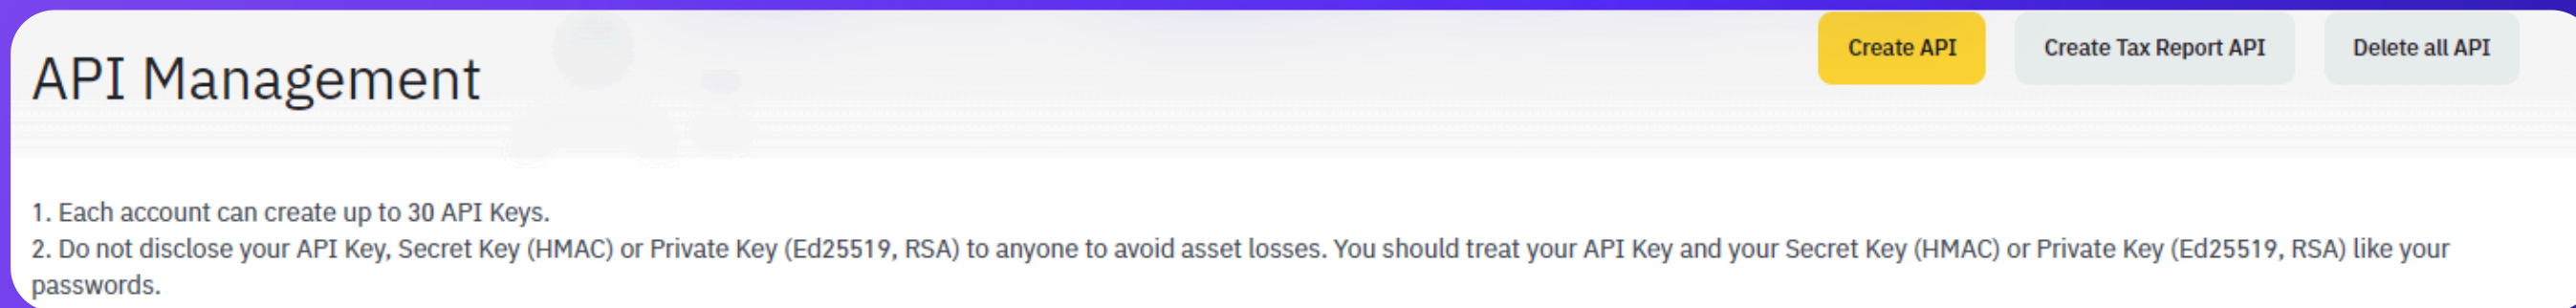 API Management
Create API
Create Tax Report API
Delete all API
1. Each account can create up to 30 API Keys.
2. Do not disclose your API Key, Secret Key (HMAC) or Private Key (Ed25519, RSA) to anyone to avoid asset losses. You should treat your API Key and your Secret Key (HMAC) or Private Key (Ed25519, RSA) like your
passwords.